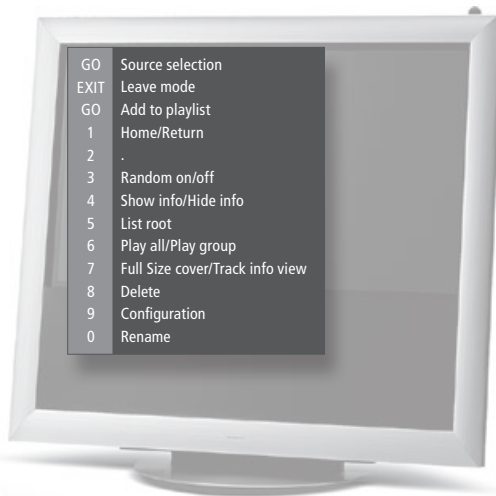 GO Source selection
EXIT Leave mode
GO Add to playlist
1 Home/Return
2 .
3 Random on/off
4 Show info/Hide info
5 List root
6 Play all/Play group
7 Full Size cover/Track info view
8 Delete
9 Configuration
0 Rename